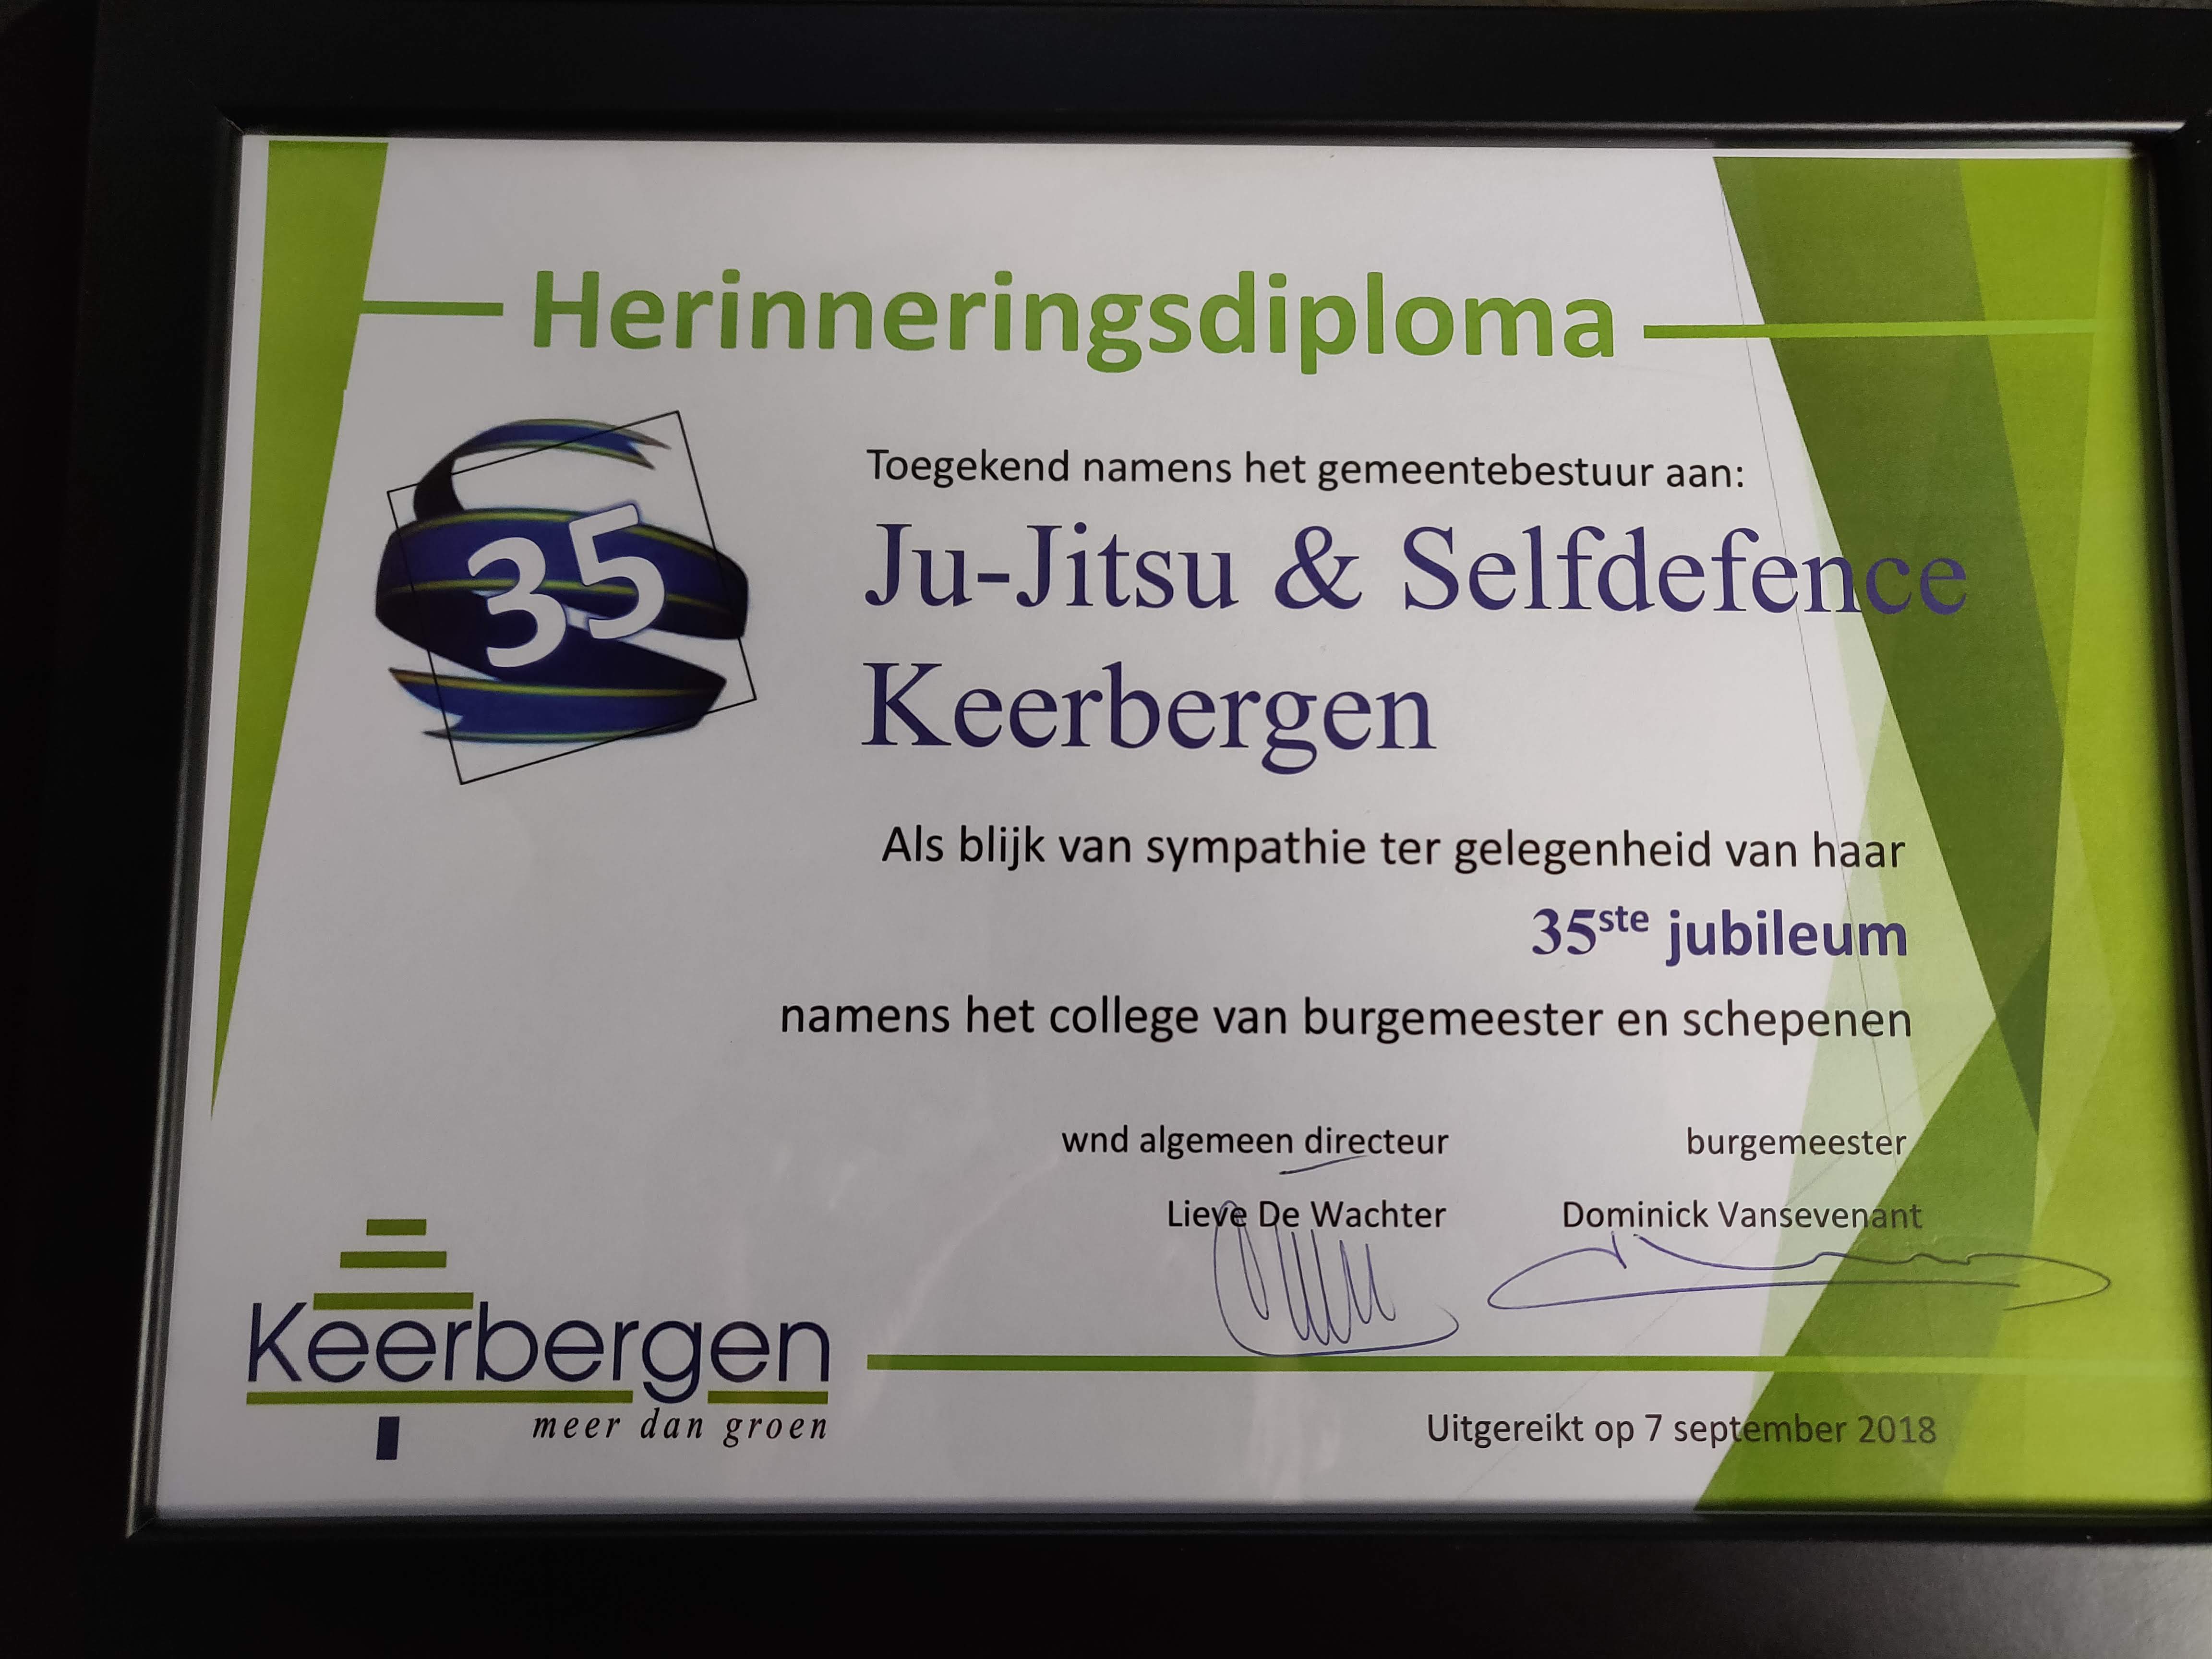 Herinneringsdiploma
35
Toegekend namens het gemeentebestuur aan:
Ju-Jitsu & Selfdefence
Keerbergen
Als blijk van sympathie ter gelegenheid van haar
35ste jubileum
namens het college van burgemeester en schepenen
wnd algemeen directeur burgemeester
Lieve De Wachter Dominick Vansevenant
Keerbergen
meer dan groen
Uitgereikt op 7 september 2018